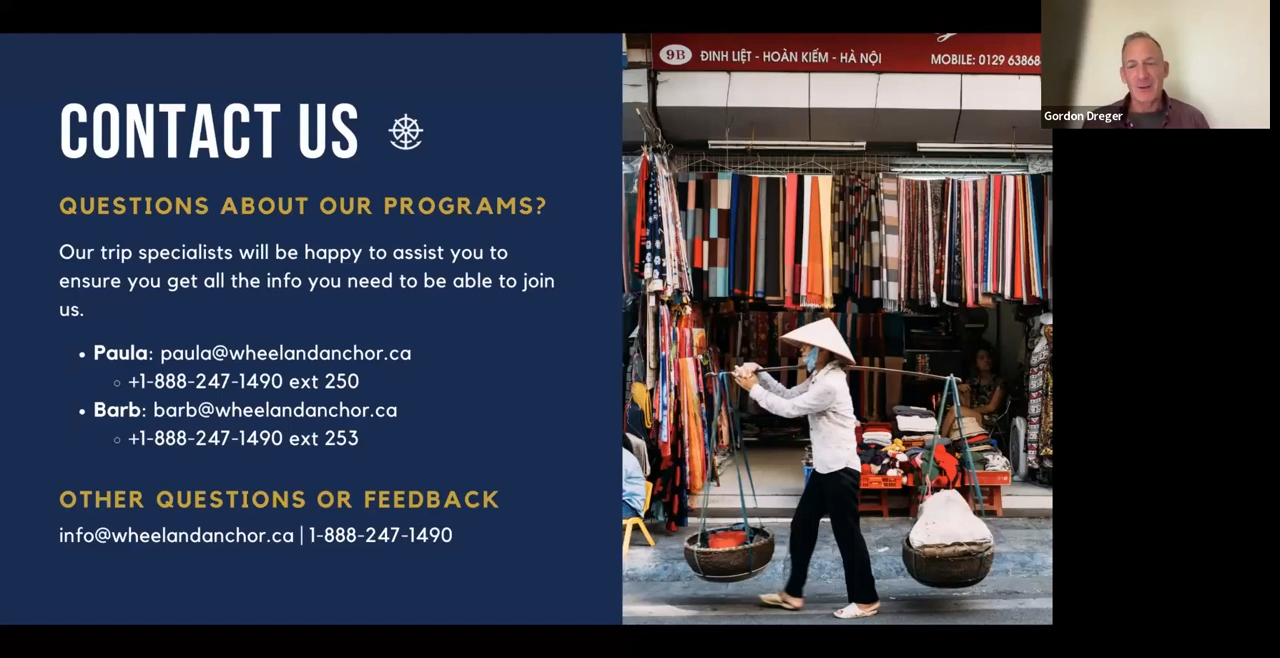 CONTACT US
QUESTIONS ABOUT OUR PROGRAMS?
Our trip specialists will be happy to assist you to
ensure you get all the info you need to be able to join
us.
• Paula: paula@wheelandanchor.ca
○ +1-888-247-1490 ext 250
• Barb: barb@wheelandanchor.ca
○ +1-888-247-1490 ext 253
OTHER QUESTIONS OR FEEDBACK
info@wheelandanchor.ca | 1-888-247-1490
9B ĐINH LIỆT - HOÀN KIẾM - HÀ NỘI MOBILE: 0129 63868
Gordon Dreger